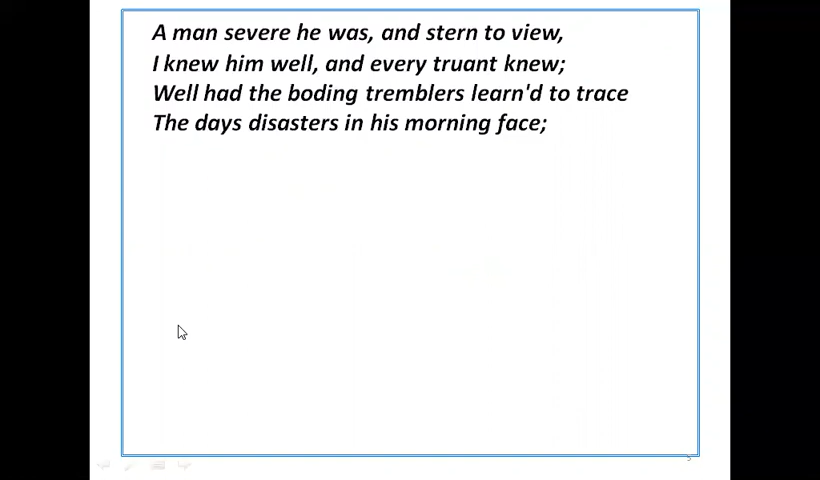 A man severe he was, and stern to view,
I knew him well, and every truant knew;
Well had the boding tremblers learn'd to trace
The days disasters in his morning face;
5